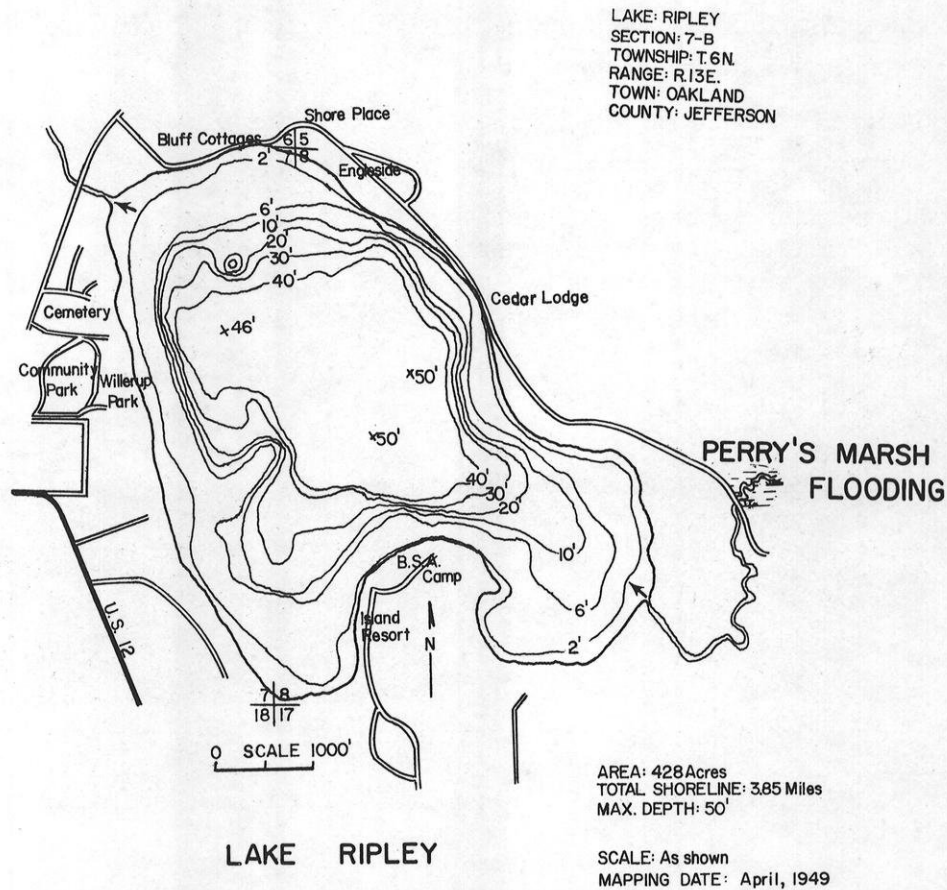 LAKE: RIPLEY
SECTION: 7-B
TOWNSHIP: T.6N.
RANGE: R.13E.
TOWN: OAKLAND
COUNTY: JEFFERSON
Shore Place
Bluff Cottages
6 5
7 8
2'
Engleside
6'
10'
20'
30'
40'
Cedar Lodge
Cemetery
46'
Community
Park
Willerup
Park
50'
50'
PERRY'S MARSH
FLOODING
40'
30'
20'
10'
B.S.A.
Camp
6'
Island
Resort
N
2'
U.S. 12
7 8
18 17
0 SCALE 1000'
AREA: 428 Acres
TOTAL SHORELINE: 3.85 Miles
MAX. DEPTH: 50'
LAKE RIPLEY
SCALE: As shown
MAPPING DATE: April, 1949